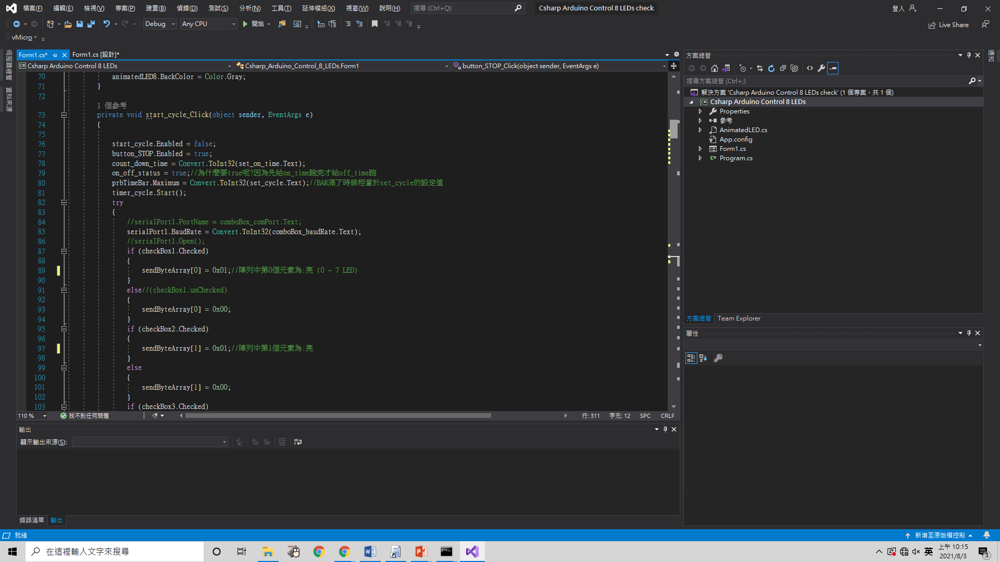 檔案(F) 編輯(E) 檢視(V) 專案(P) 建置(B) 偵錯(D) 測試(S) 分析(N) 工具(T) 延伸模組(X) 視窗(W) 說明(H) 搜尋 (Ctrl+Q) Csharp Arduino Control 8 LEDs check 登入
Debug Any CPU 開始 Live Share
vMicro
伺服器總管
資料來源
Form1.cs* Form1.cs [設計]*
Csharp Arduino Control 8 LEDs Csharp_Arduino_Control_8_LEDs.Form1 button_STOP_Click(object sender, EventArgs e)
70 animatedLED8.BackColor = Color.Gray;
71 }
72
1 個參考
73 private void start_cycle_Click(object sender, EventArgs e)
74 {
75
76 start_cycle.Enabled = false;
77 button_STOP.Enabled = true;
78 count_down_time = Convert.ToInt32(set_on_time.Text);
79 on_off_status = true;//為什麼要true呢?因為先給on_time跑完才給off_time跑
80 prbTimeBar.Maximum = Convert.ToInt32(set_cycle.Text);//BAR滿了時候相當於set_cycle的設定值
81 timer_cycle.Start();
82 try
83 {
84 //serialPort1.PortName = comboBox_comPort.Text;
85 serialPort1.BaudRate = Convert.ToInt32(comboBox_baudRate.Text);
86 //serialPort1.Open();
87 if (checkBox1.Checked)
88 {
89 sendByteArray[0] = 0x01;//陣列中第0個元素為:亮 (0 ~ 7 LED)
90 }
91 else//(checkBox1.unChecked)
92 {
93 sendByteArray[0] = 0x00;
94 }
95 if (checkBox2.Checked)
96 {
97 sendByteArray[1] = 0x01;//陣列中第1個元素為:亮
98 }
99 else
100 {
101 sendByteArray[1] = 0x00;
102 }
103 if (checkBox3.Checked)
110 % 找不到任何問題 行: 311 字元: 12 SPC CRLF
輸出
顯示輸出來源(S):
錯誤清單 輸出
方案總管
搜尋方案總管 (Ctrl+;)
解決方案 'Csharp Arduino Control 8 LEDs check' (1 個專案，共 1 個)
Csharp Arduino Control 8 LEDs
Properties
參考
AnimatedLED.cs
App.config
Form1.cs
Program.cs
方案總管 Team Explorer
屬性
通知
就緒 新增至原始檔控制
在這裡輸入文字來搜尋 英 上午 10:15
2021/8/3 3